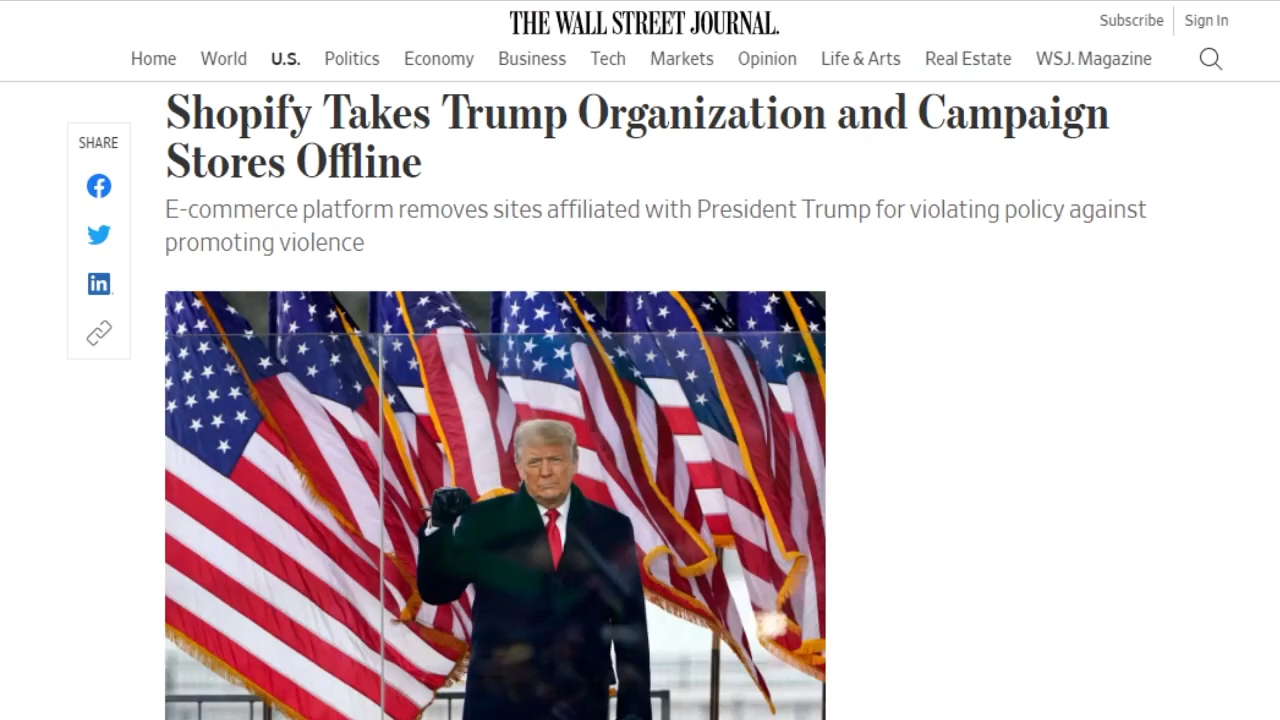 THE WALL STREET JOURNAL.
Subscribe
Sign In
Home World U.S. Politics Economy Business Tech Markets Opinion Life & Arts Real Estate WSJ. Magazine
Shopify Takes Trump Organization and Campaign
Stores Offline
SHARE
E-commerce platform removes sites affiliated with President Trump for violating policy against
promoting violence
in